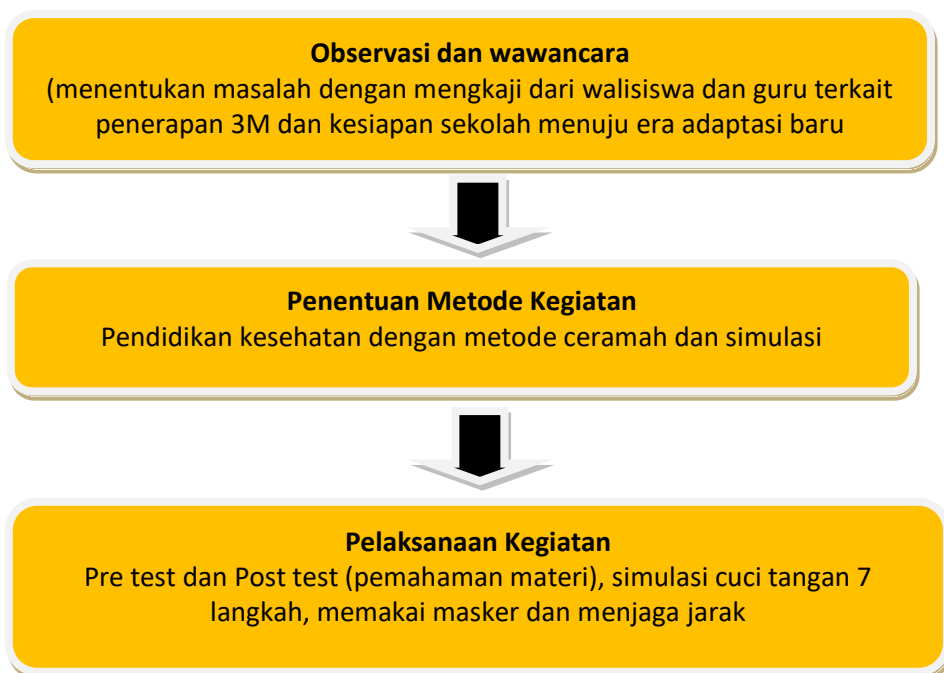 Observasi dan wawancara
(menentukan masalah dengan mengkaji dari walisiswa dan guru terkait
penerapan 3M dan kesiapan sekolah menuju era adaptasi baru
Penentuan Metode Kegiatan
Pendidikan kesehatan dengan metode ceramah dan simulasi
Pelaksanaan Kegiatan
Pre test dan Post test (pemahaman materi), simulasi cuci tangan 7
langkah, memakai masker dan menjaga jarak